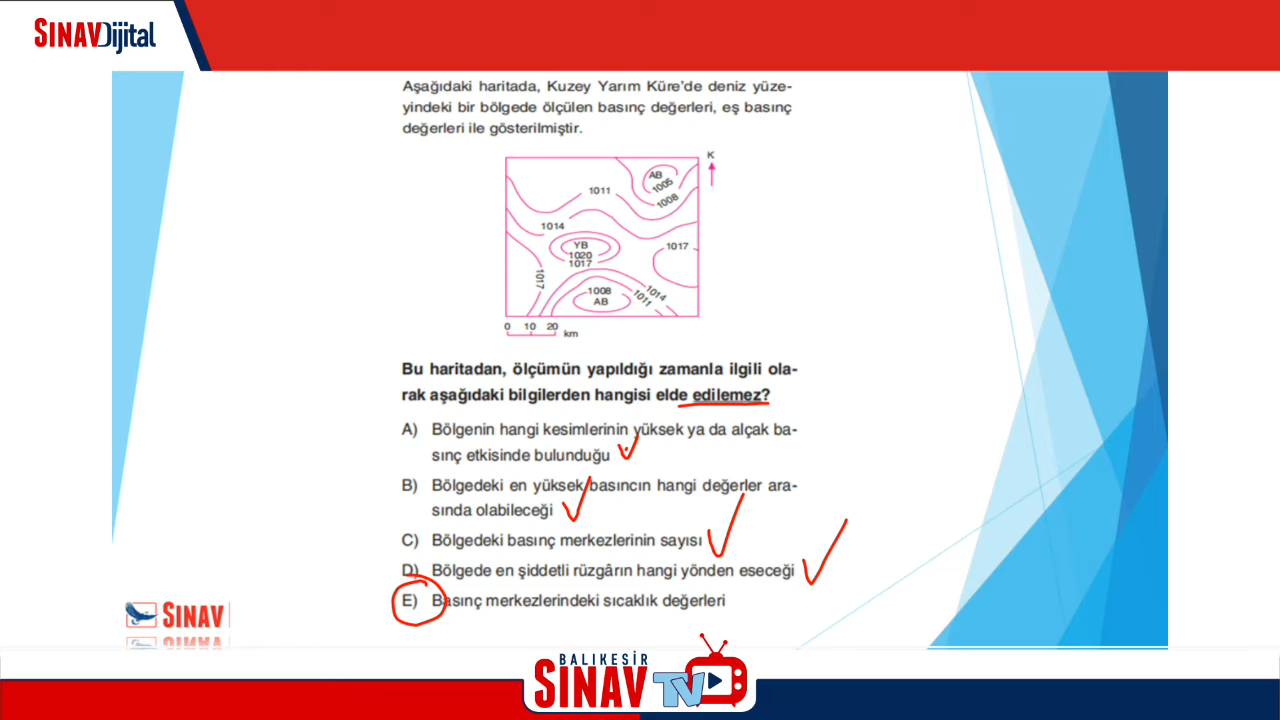 SINAVDijital
Aşağıdaki haritada, Kuzey Yarım Küre'de deniz yüze-
yindeki bir bölgede ölçülen basınç değerleri, eş basınç
değerleri ile gösterilmiştir.
K
AB
1005
1008
1011
1014
YB
1020
1017
1017
1017
1008
AB
1014
1011
0 10 20
km
Bu haritadan, ölçümün yapıldığı zamanla ilgili ola-
rak aşağıdaki bilgilerden hangisi elde edilemez?
A) Bölgenin hangi kesimlerinin yüksek ya da alçak ba-
sınç etkisinde bulunduğu
B) Bölgedeki en yüksek basıncın hangi değerler ara-
sında olabileceği
C) Bölgedeki basınç merkezlerinin sayısı
D) Bölgede en şiddetli rüzgârın hangi yönden eseceği
E) Basınç merkezlerindeki sıcaklık değerleri
SINAV
BALIKESİR
SINAV TV